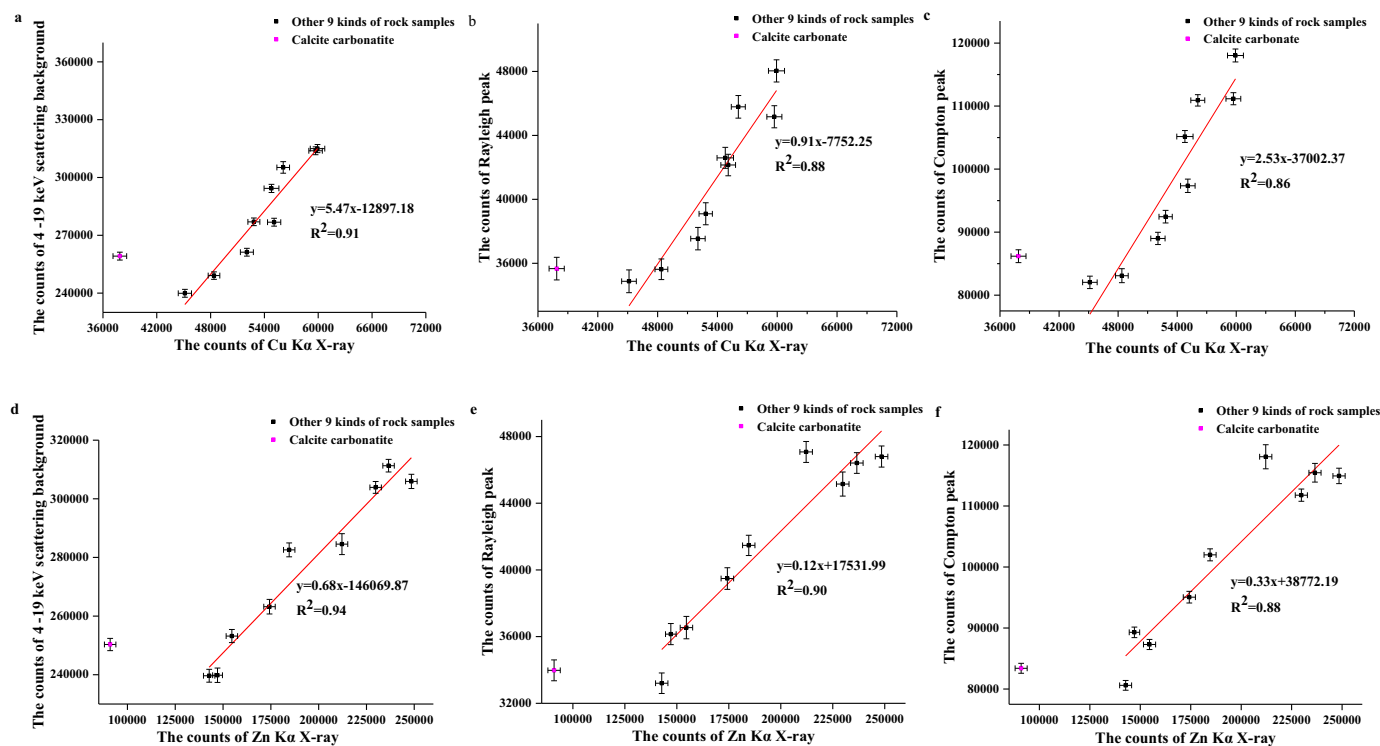 a
Other 9 kinds of rock samples
Calcite carbonatite
The counts of 4 -19 keV scattering background
360000
330000
300000
270000
240000
y=5.47x-12897.18
R2=0.91
36000 42000 48000 54000 60000 66000 72000
The counts of Cu Kα X-ray
b
Other 9 kinds of rock samples
Calcite carbonate
The counts of Rayleigh peak
48000
44000
40000
36000
y=0.91x-7752.25
R2=0.88
36000 42000 48000 54000 60000 66000 72000
The counts of Cu Kα X-ray
c
Other 9 kinds of rock samples
Calcite carbonate
The counts of Compton peak
120000
110000
100000
90000
80000
y=2.53x-37002.37
R2=0.86
36000 42000 48000 54000 60000 66000 72000
The counts of Cu Kα X-ray
d
Other 9 kinds of rock samples
Calcite carbonatite
The counts of 4 -19 keV scattering background
320000
300000
280000
260000
240000
y=0.68x-146069.87
R2=0.94
100000 125000 150000 175000 200000 225000 250000
The counts of Zn Kα X-ray
e
Other 9 kinds of rock samples
Calcite carbonatite
The counts of Rayleigh peak
48000
44000
40000
36000
32000
y=0.12x+17531.99
R2=0.90
100000 125000 150000 175000 200000 225000 250000
The counts of Zn Kα X-ray
f
Other 9 kinds of rock samples
Calcite carbonatite
The counts of Compton peak
120000
110000
100000
90000
80000
y=0.33x+38772.19
R2=0.88
100000 125000 150000 175000 200000 225000 250000
The counts of Zn Kα X-ray